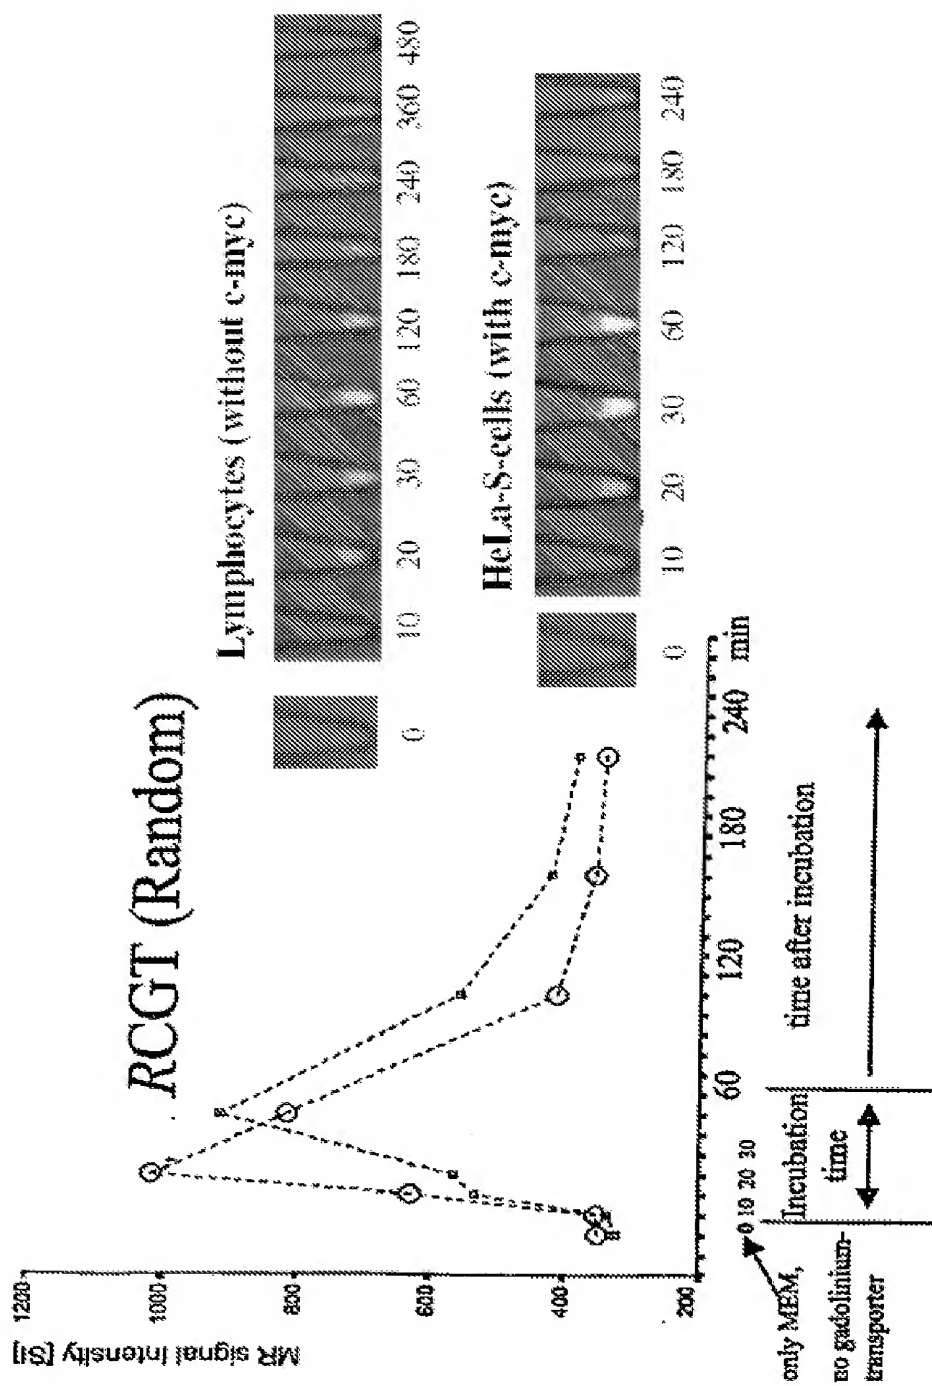 RCGT (Random)
MR signal intensity [SI]
1200
1000
800
600
400
200
0 10 20 30
60
120
180
240
min
only MEM,
no gadolinium-
transporter
Incubation
time
time after incubation
Lymphocytes (without c-myc)
0 10 20 30 60 120 180 240 360 480
HeLa-S-cells (with c-myc)
0 10 20 30 60 120 180 240